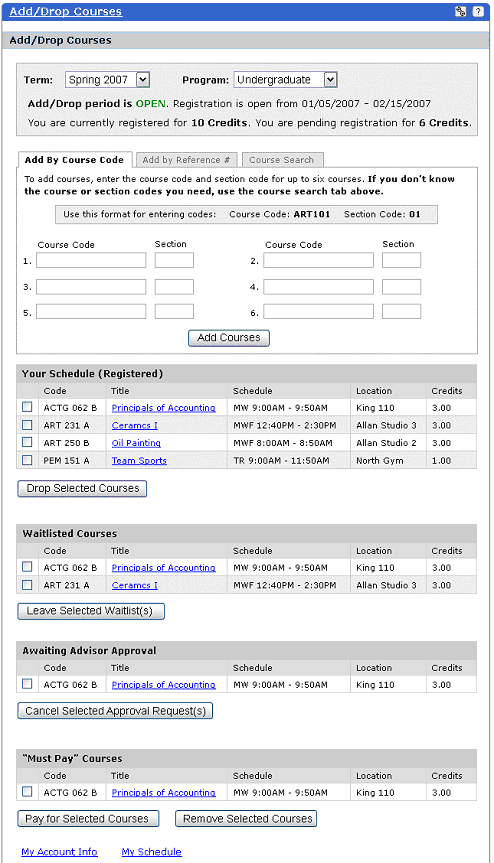 Add/Drop Courses
?
Add/Drop Courses
Term: Spring 2007 Program: Undergraduate
Add/Drop period is OPEN. Registration is open from 01/05/2007 - 02/15/2007
You are currently registered for 10 Credits. You are pending registration for 6 Credits.
Add By Course Code Add by Reference # Course Search
To add courses, enter the course code and section code for up to six courses. If you don't know
the course or section codes you need, use the course search tab above.
Use this format for entering codes: Course Code: ART101 Section Code: 01
Course Code Section Course Code Section
1. 2.
3. 4.
5. 6.
Add Courses
Your Schedule (Registered)
Code Title Schedule Location Credits
ACTG 062 B Principals of Accounting MW 9:00AM - 9:50AM King 110 3.00
ART 231 A Ceramcs I MWF 12:40PM - 2:30PM Allan Studio 3 3.00
ART 250 B Oil Painting MWF 8:00AM - 8:50AM Allan Studio 2 3.00
PEM 151 A Team Sports TR 9:00AM - 11:50AM North Gym 1.00
Drop Selected Courses
Waitlisted Courses
Code Title Schedule Location Credits
ACTG 062 B Principals of Accounting MW 9:00AM - 9:50AM King 110 3.00
ART 231 A Ceramcs I MWF 12:40PM - 2:30PM Allan Studio 3 3.00
Leave Selected Waitlist(s)
Awaiting Advisor Approval
Code Title Schedule Location Credits
ACTG 062 B Principals of Accounting MW 9:00AM - 9:50AM King 110 3.00
Cancel Selected Approval Request(s)
"Must Pay" Courses
Code Title Schedule Location Credits
ACTG 062 B Principals of Accounting MW 9:00AM - 9:50AM King 110 3.00
Pay for Selected Courses Remove Selected Courses
My Account Info My Schedule